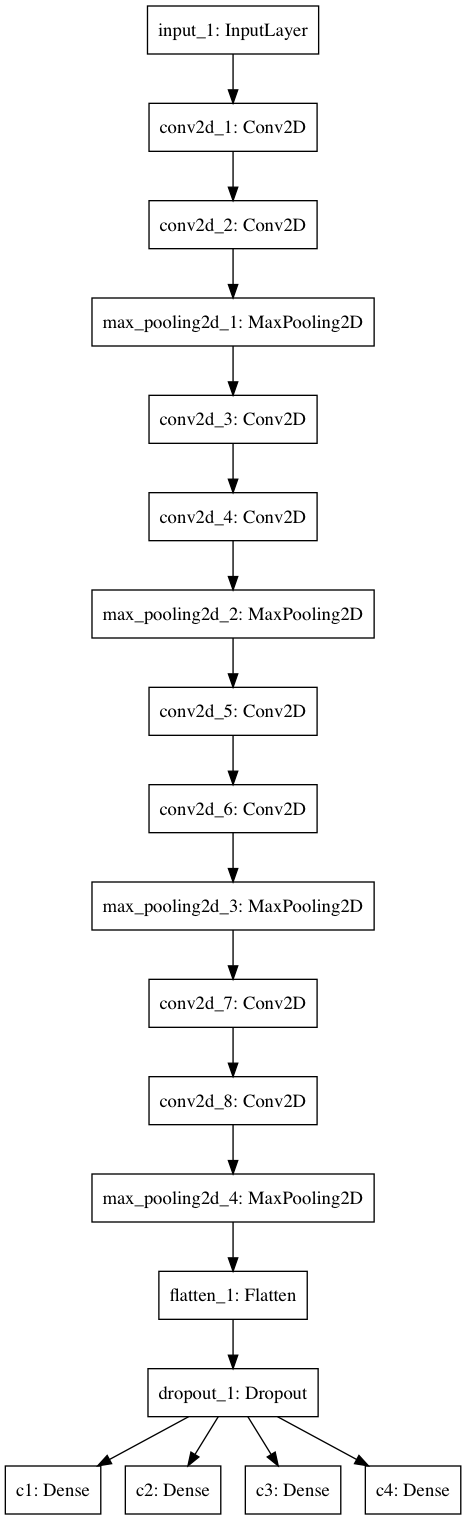 input_1: InputLayer
conv2d_1: Conv2D
conv2d_2: Conv2D
max_pooling2d_1: MaxPooling2D
conv2d_3: Conv2D
conv2d_4: Conv2D
max_pooling2d_2: MaxPooling2D
conv2d_5: Conv2D
conv2d_6: Conv2D
max_pooling2d_3: MaxPooling2D
conv2d_7: Conv2D
conv2d_8: Conv2D
max_pooling2d_4: MaxPooling2D
flatten_1: Flatten
dropout_1: Dropout
c1: Dense
c2: Dense
c3: Dense
c4: Dense